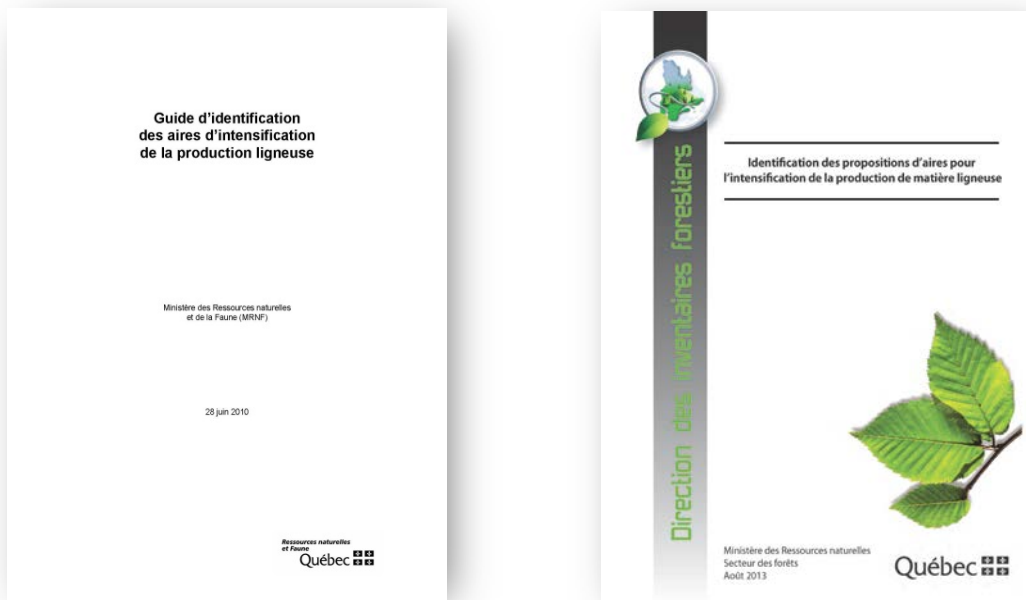 Guide d'identification
des aires d'intensification
de la production ligneuse
Ministère des Ressources naturelles
et de la Faune (MRNF)
28 juin 2010
Ressources naturelles
et Faune
Québec
Direction des inventaires forestiers
Identification des propositions d'aires pour
l'intensification de la production de matière ligneuse
Ministère des Ressources naturelles
Secteur des forêts
Août 2013
Québec